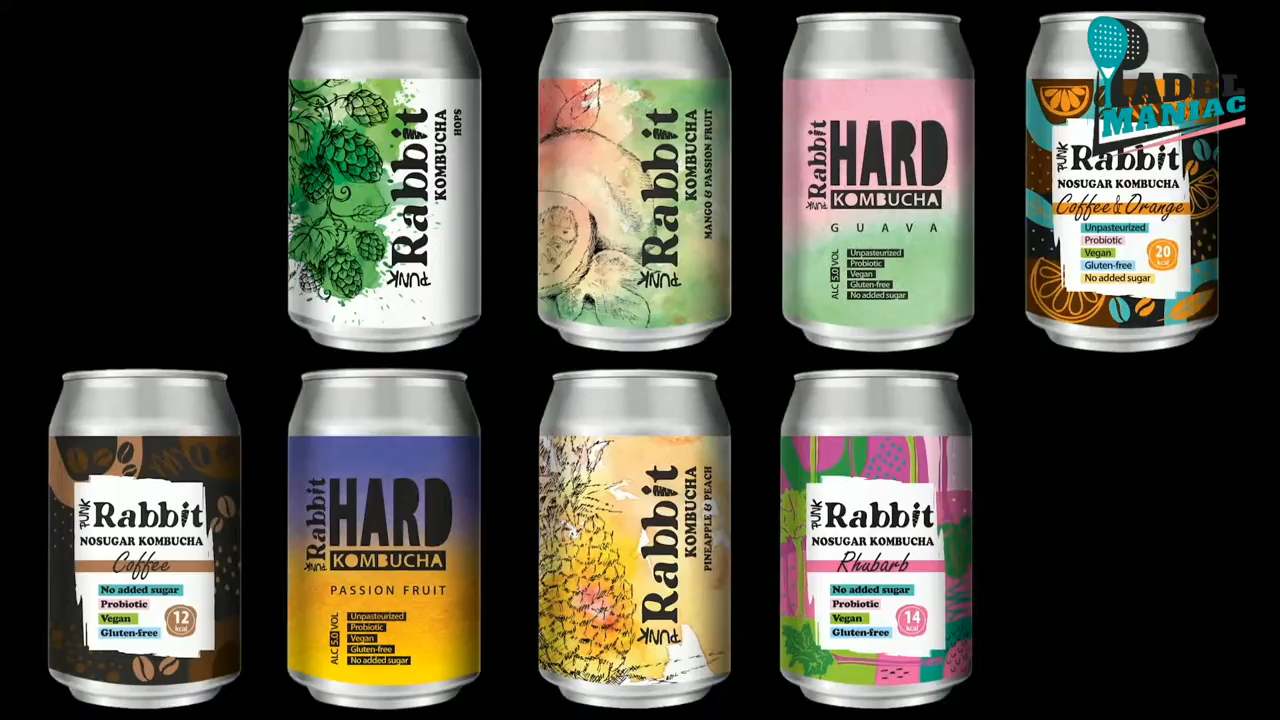 PUNK Rabbit
KOMBUCHA
HOPS
PUNK Rabbit
KOMBUCHA
MANGO & PASSION FRUIT
PUNK Rabbit
HARD
KOMBUCHA
GUAVA
ALC 5.0 VOL
Unpasteurized
Probiotic
Vegan
Gluten-free
No added sugar
PADEL
MANIAC
PUNK Rabbit
NOSUGAR KOMBUCHA
Coffee & Orange
Unpasteurized
Probiotic
Vegan
Gluten-free
No added sugar
20
kcal
PUNK Rabbit
NOSUGAR KOMBUCHA
Coffee
No added sugar
Probiotic
Vegan
Gluten-free
12
kcal
PUNK Rabbit
HARD
KOMBUCHA
PASSION FRUIT
ALC 5.0 VOL
Unpasteurized
Probiotic
Vegan
Gluten-free
No added sugar
PUNK Rabbit
KOMBUCHA
PINEAPPLE & PEACH
PUNK Rabbit
NOSUGAR KOMBUCHA
Rhubarb
No added sugar
Probiotic
Vegan
Gluten-free
14
kcal